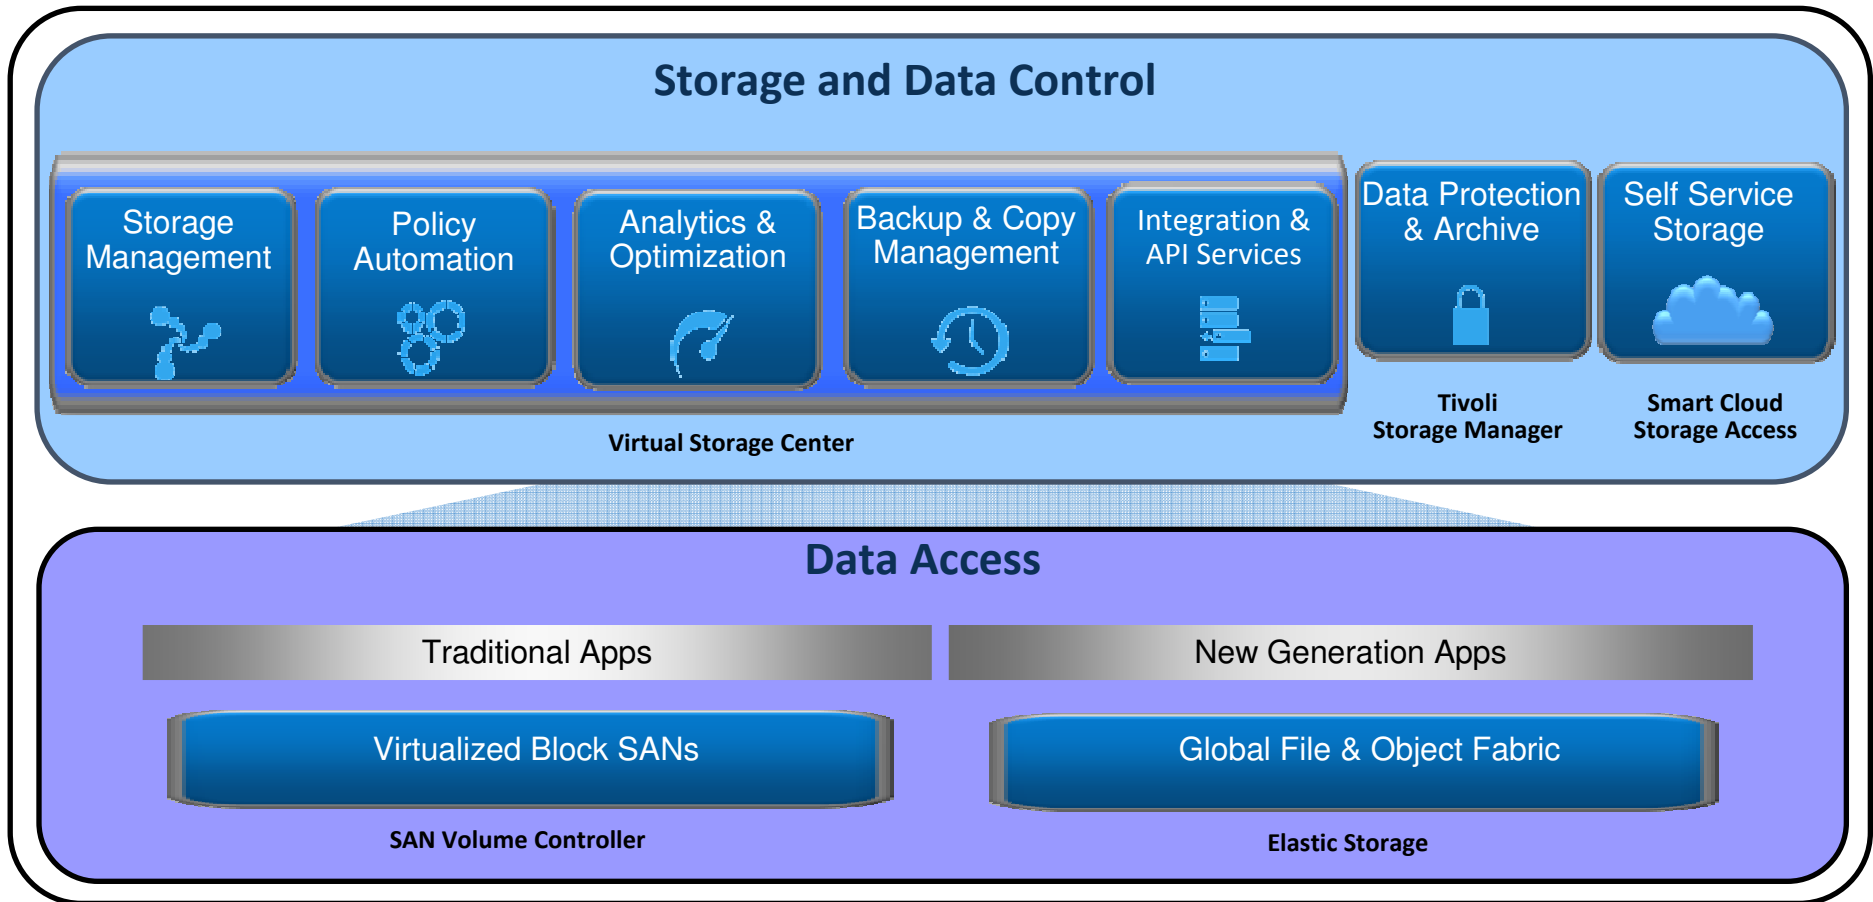 Storage and Data Control
Storage
Management
Policy
Automation
Analytics &
Optimization
Backup & Copy
Management
Integration &
API Services
Data Protection
& Archive
Self Service
Storage
Virtual Storage Center
Tivoli
Storage Manager
Smart Cloud
Storage Access
Data Access
Traditional Apps
New Generation Apps
Virtualized Block SANs
Global File & Object Fabric
SAN Volume Controller
Elastic Storage